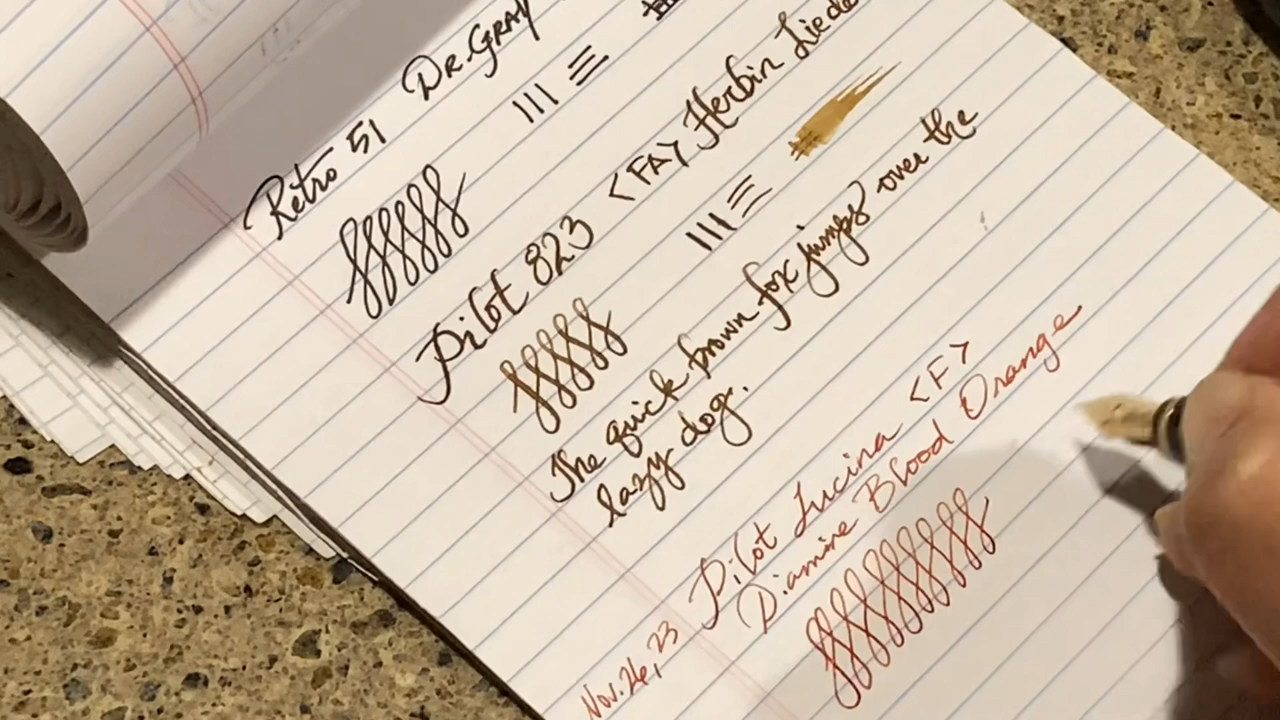 Retro 51 Dr. Gray
Pilot 823 <FA> Herbin
The quick brown fox jumps over the
lazy dog.
Pilot Lucina <F>
Nov. 26, 23 Diamine Blood Orange